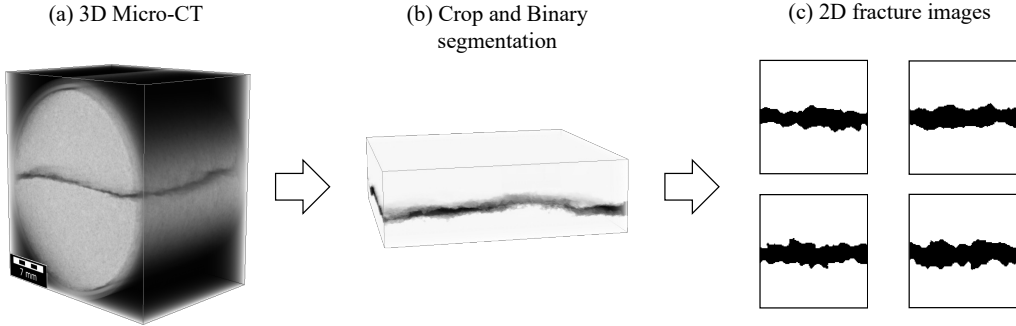 (a) 3D Micro-CT
(b) Crop and Binary
segmentation
(c) 2D fracture images
7 mm